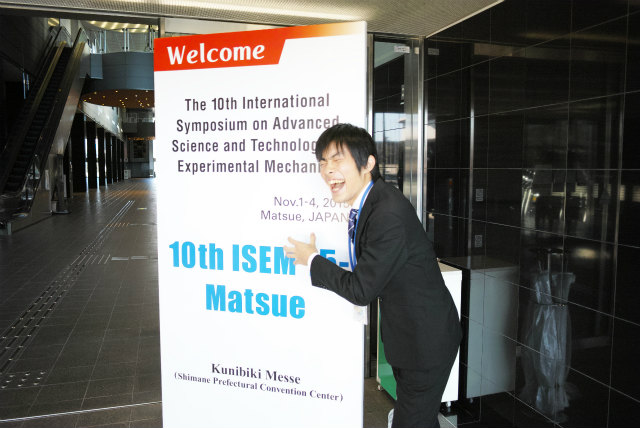 Welcome
The 10th International
Symposium on Advanced
Science and Technology
Experimental
Nov.1-4, 2015
Matsue, JAPAN
10th ISEM
Matsue
Kunibiki Messe
(Shimane Prefectural Convention Center)